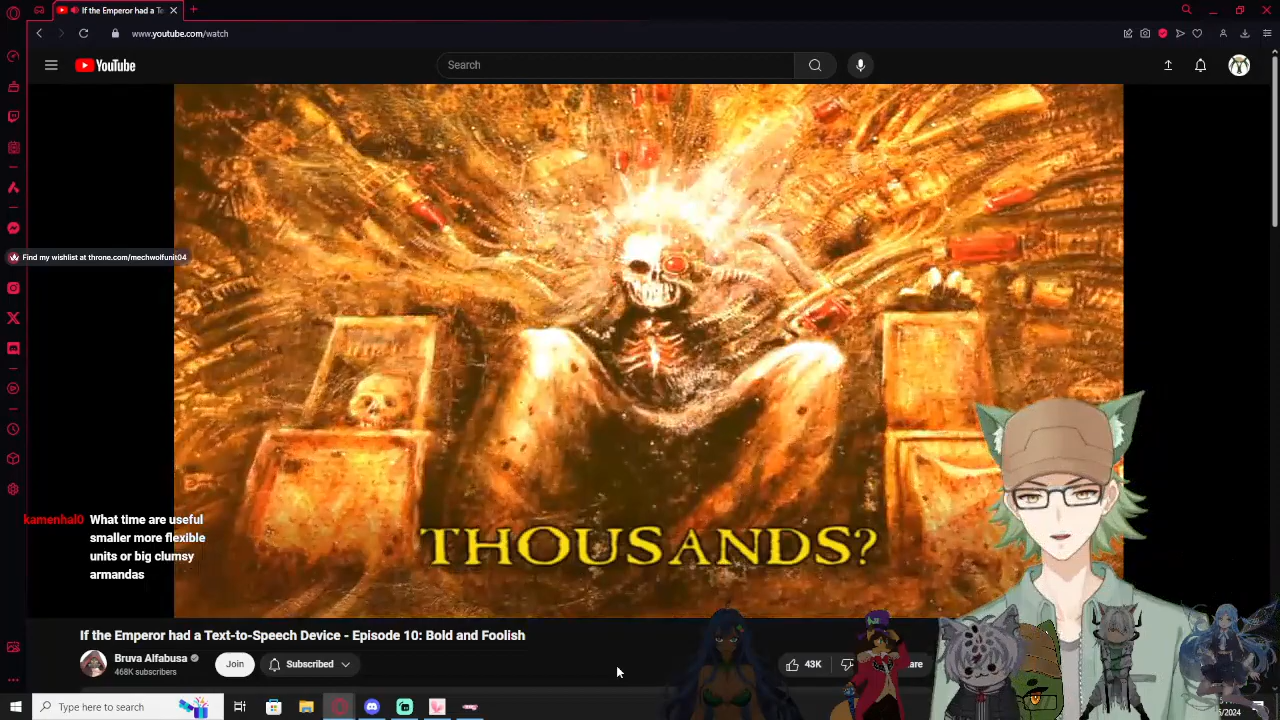 If the Emperor had a Te
www.youtube.com/watch
YouTube
Search
Find my wishlist at throne.com/mechwolfunit04
THOUSANDS?
kamenhal0 What time are useful
smaller more flexible
units or big clumsy
armandas
If the Emperor had a Text-to-Speech Device - Episode 10: Bold and Foolish
Bruva Alfabusa
468K subscribers
Join
Subscribed
43K
Type here to search